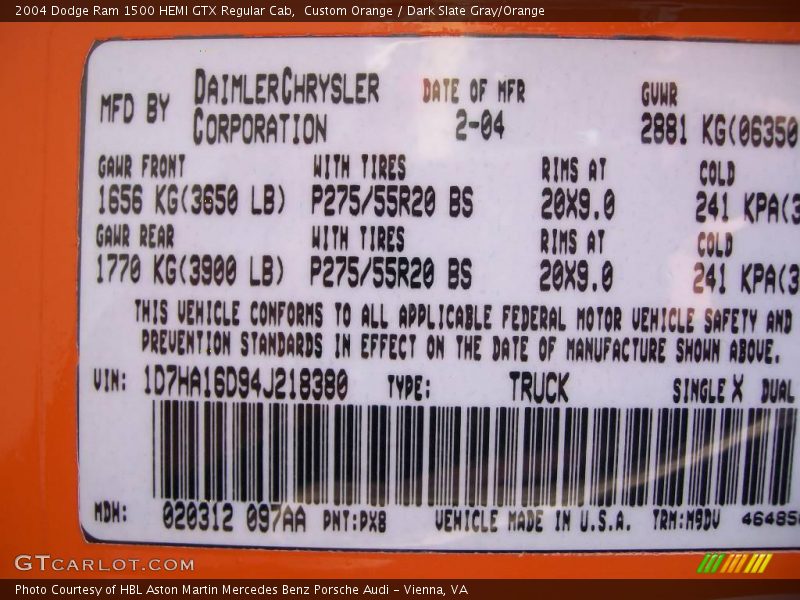 2004 Dodge Ram 1500 HEMI GTX Regular Cab,  Custom Orange / Dark Slate Gray/Orange
MFD BY DAIMLERCHRYSLER CORPORATION DATE OF MFR 2-04 GVWR 2881 KG(06350
GAWR FRONT WITH TIRES RIMS AT COLD
1656 KG(3650 LB) P275/55R20 BS 20X9.0 241 KPA(3
GAWR REAR WITH TIRES RIMS AT COLD
1770 KG(3900 LB) P275/55R20 BS 20X9.0 241 KPA(3
THIS VEHICLE CONFORMS TO ALL APPLICABLE FEDERAL MOTOR VEHICLE SAFETY AND
PREVENTION STANDARDS IN EFFECT ON THE DATE OF MANUFACTURE SHOWN ABOVE.
VIN: 1D7HA16D94J218380 TYPE: TRUCK SINGLE X DUAL
MDH: 020312 097AA PNT:PX8 VEHICLE MADE IN U.S.A. TRM:M9DV 46485
GTCARLOT.COM
Photo Courtesy of HBL Aston Martin Mercedes Benz Porsche Audi – Vienna, VA